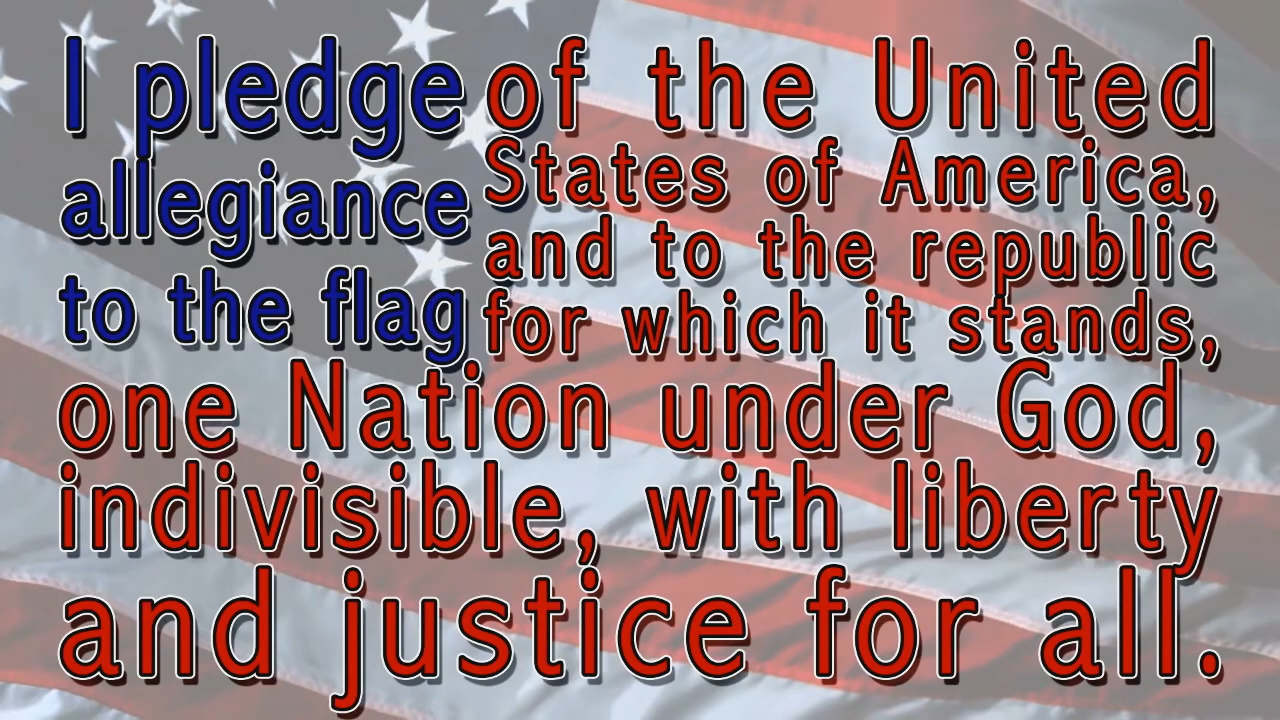 I pledge
allegiance
to the flag
of the United
States of America,
and to the republic
for which it stands,
one Nation under God,
indivisible, with liberty
and justice for all.